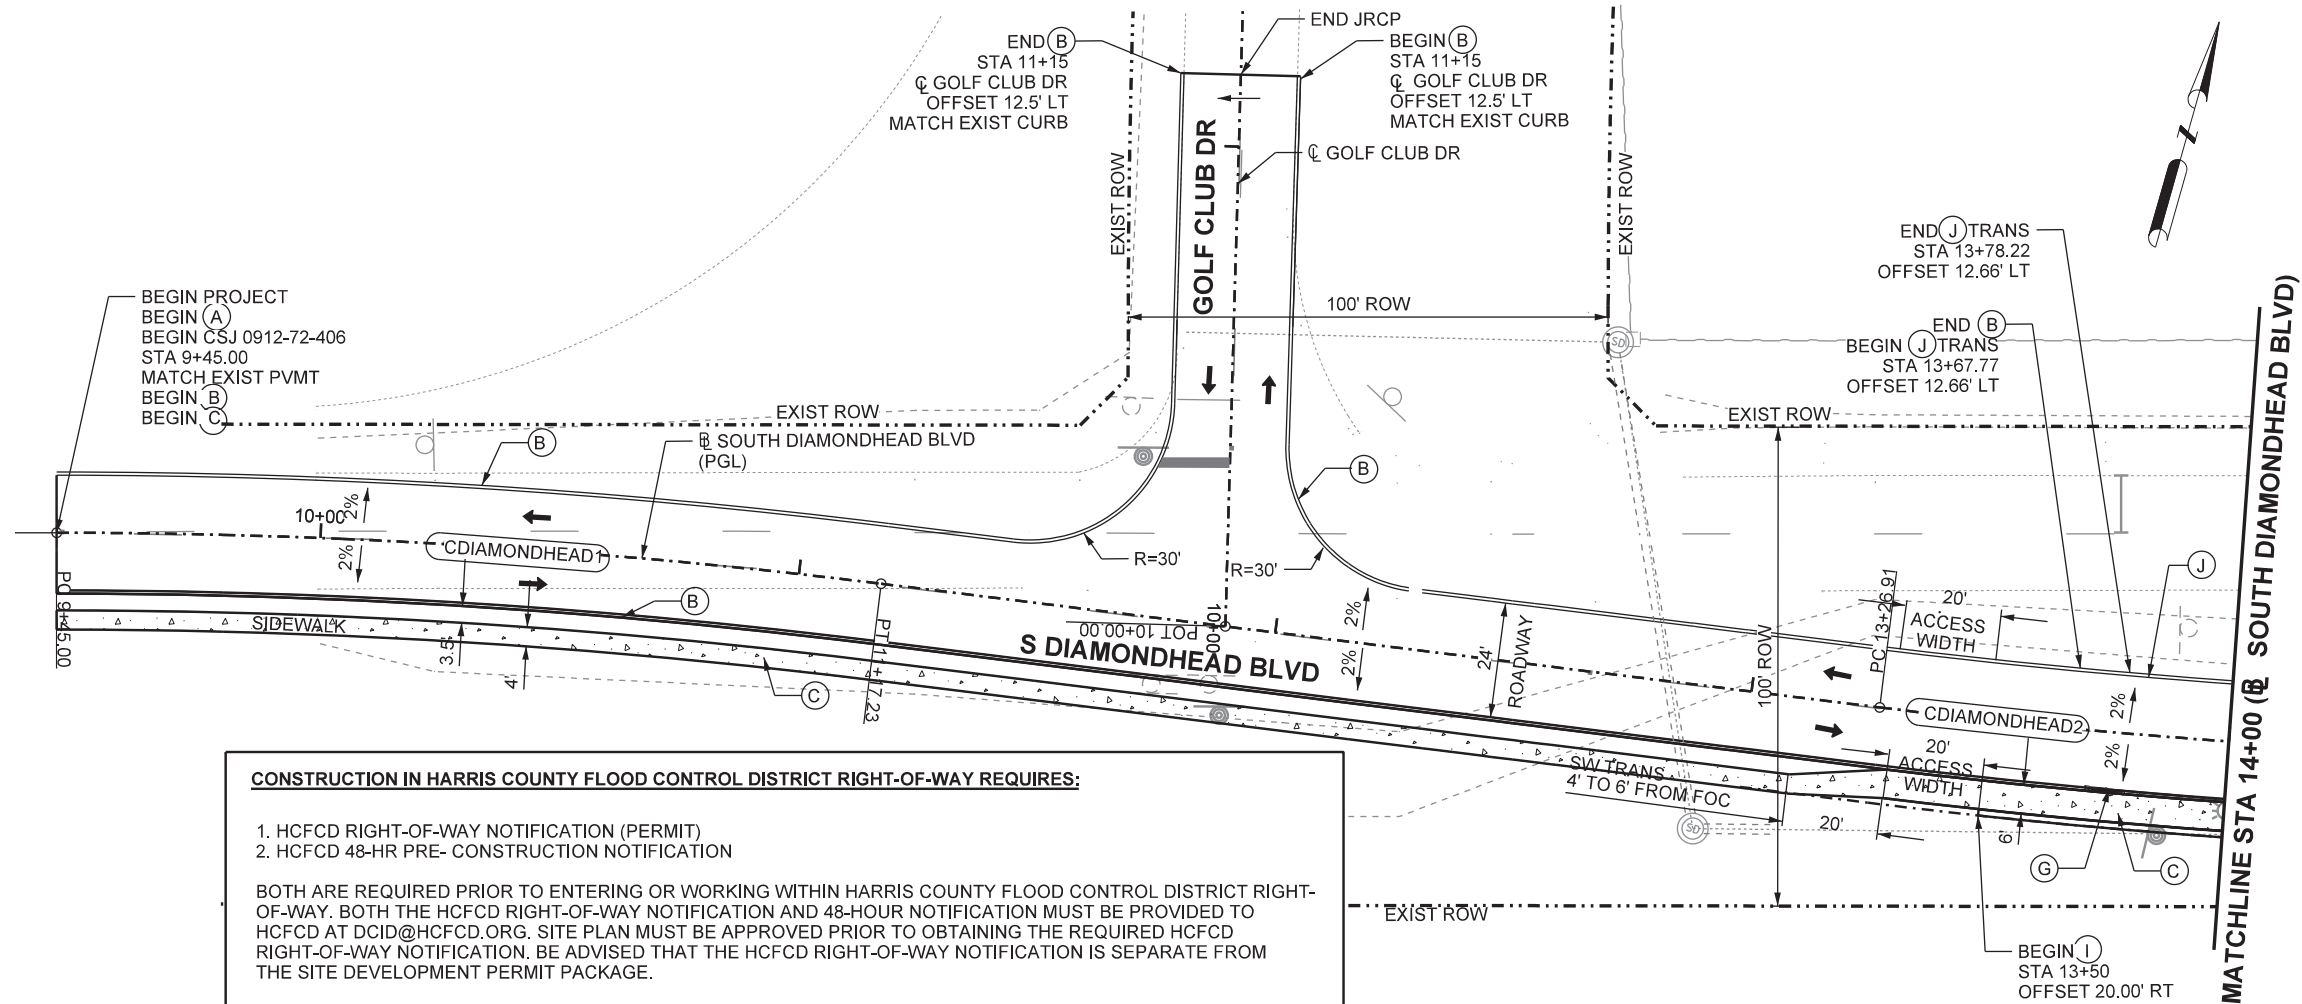 END B
STA 11+15
℄ GOLF CLUB DR
OFFSET 12.5' LT
MATCH EXIST CURB
END JRCP
BEGIN B
STA 11+15
℄ GOLF CLUB DR
OFFSET 12.5' LT
MATCH EXIST CURB
℄ GOLF CLUB DR
GOLF CLUB DR
EXIST ROW
EXIST ROW
100' ROW
N
END J TRANS
STA 13+78.22
OFFSET 12.66' LT
END B
BEGIN J TRANS
STA 13+67.77
OFFSET 12.66' LT
BEGIN PROJECT
BEGIN A
BEGIN CSJ 0912-72-406
STA 9+45.00
MATCH EXIST PVMT
BEGIN B
BEGIN C
EXIST ROW
EXIST ROW
SD
B
BL SOUTH DIAMONDHEAD BLVD
(PGL)
B
10+00
2%
2%
CDIAMONDHEAD1
R=30'
R=30'
PC 9+45.00
SIDEWALK
B
3.5'
4'
C
PT 11+17.23
POT 10+00.00
10+00
S DIAMONDHEAD BLVD
2%
2%
24'
ROADWAY
100' ROW
PC 13+26.91
20'
ACCESS
WIDTH
J
CDIAMONDHEAD2
2%
2%
20'
ACCESS
WIDTH
SW TRANS
4' TO 6' FROM FOC
SD
20'
6'
G
C
EXIST ROW
BEGIN I
STA 13+50
OFFSET 20.00' RT
MATCHLINE STA 14+00 (BL SOUTH DIAMONDHEAD BLVD)
CONSTRUCTION IN HARRIS COUNTY FLOOD CONTROL DISTRICT RIGHT-OF-WAY REQUIRES:
1. HCFCD RIGHT-OF-WAY NOTIFICATION (PERMIT)
2. HCFCD 48-HR PRE- CONSTRUCTION NOTIFICATION
BOTH ARE REQUIRED PRIOR TO ENTERING OR WORKING WITHIN HARRIS COUNTY FLOOD CONTROL DISTRICT RIGHT-
OF-WAY. BOTH THE HCFCD RIGHT-OF-WAY NOTIFICATION AND 48-HOUR NOTIFICATION MUST BE PROVIDED TO
HCFCD AT DCID@HCFCD.ORG. SITE PLAN MUST BE APPROVED PRIOR TO OBTAINING THE REQUIRED HCFCD
RIGHT-OF-WAY NOTIFICATION. BE ADVISED THAT THE HCFCD RIGHT-OF-WAY NOTIFICATION IS SEPARATE FROM
THE SITE DEVELOPMENT PERMIT PACKAGE.